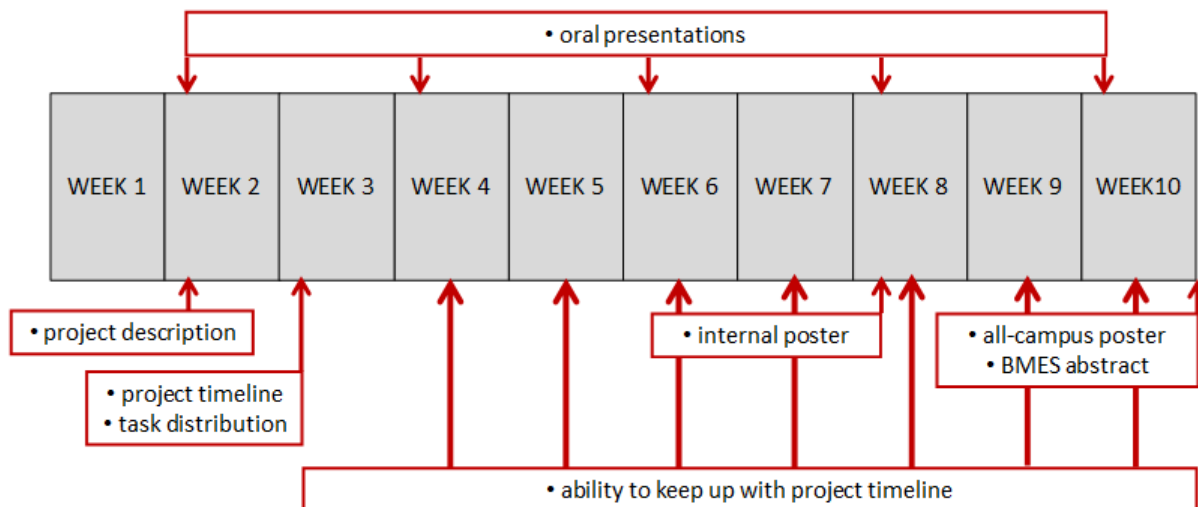 • oral presentations
WEEK 1
WEEK 2
WEEK 3
WEEK 4
WEEK 5
WEEK 6
WEEK 7
WEEK 8
WEEK 9
WEEK10
• project description
• internal poster
• all-campus poster
• BMES abstract
• project timeline
• task distribution
• ability to keep up with project timeline